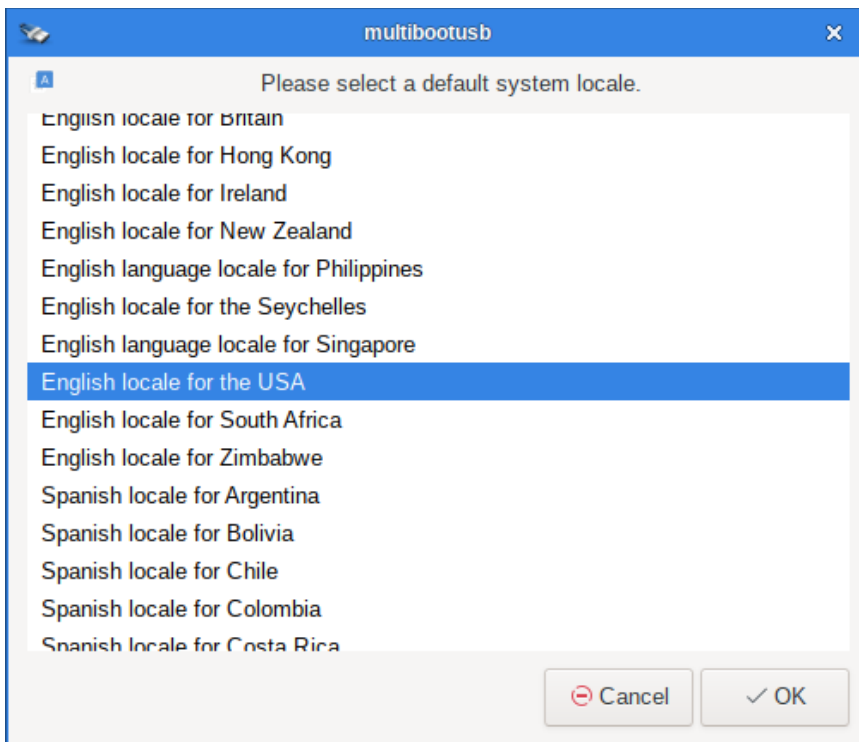 multibootusb
A
Please select a default system locale.
English locale for Britain
English locale for Hong Kong
English locale for Ireland
English locale for New Zealand
English language locale for Philippines
English locale for the Seychelles
English language locale for Singapore
English locale for the USA
English locale for South Africa
English locale for Zimbabwe
Spanish locale for Argentina
Spanish locale for Bolivia
Spanish locale for Chile
Spanish locale for Colombia
Spanish locale for Costa Rica
Cancel
OK